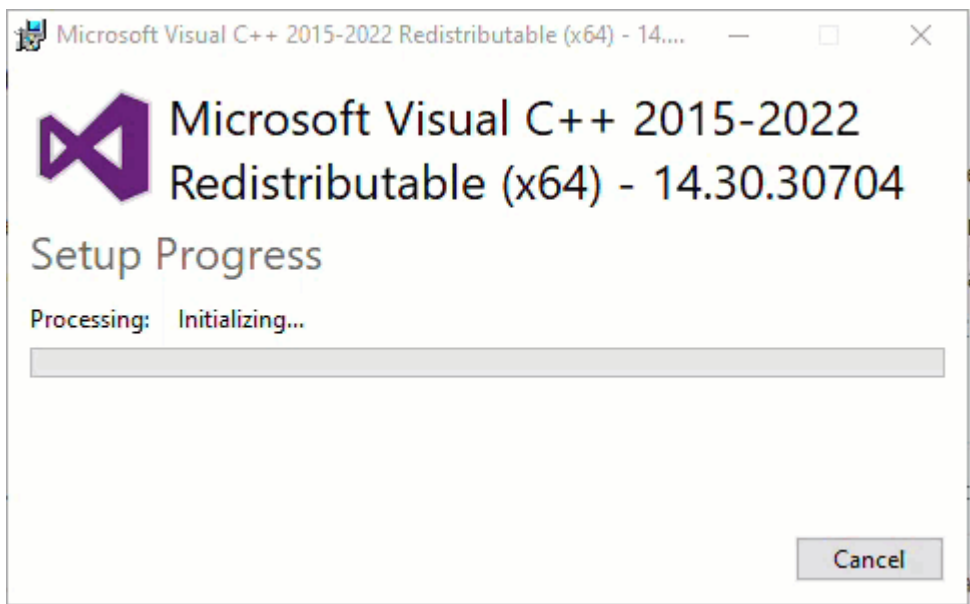 Microsoft Visual C++ 2015-2022 Redistributable (x64) - 14....
Microsoft Visual C++ 2015-2022
Redistributable (x64) - 14.30.30704
Setup Progress
Processing: Initializing...
Cancel